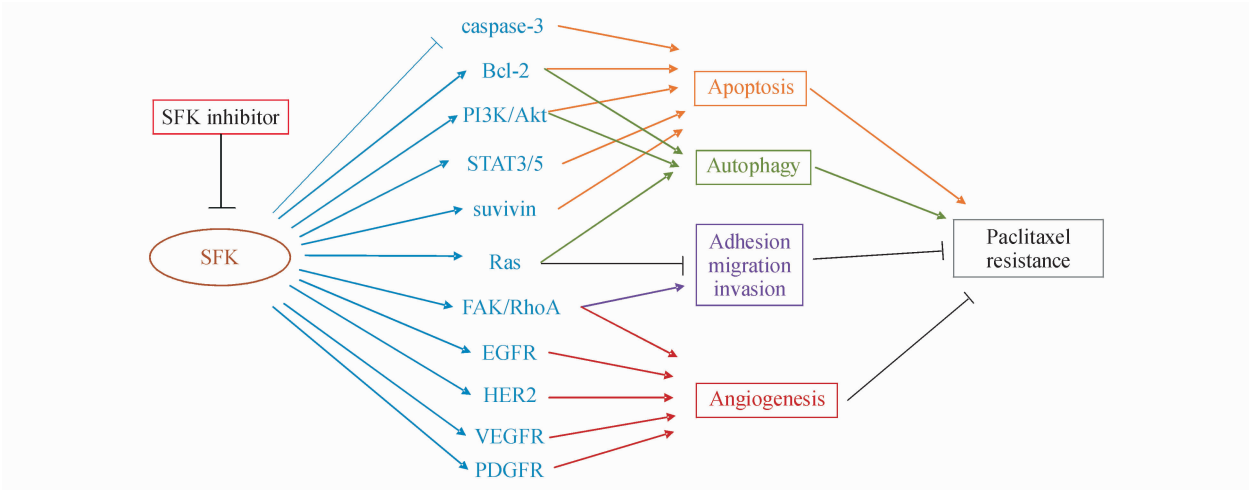 SFK inhibitor
SFK
caspase-3
Bcl-2
PI3K/Akt
STAT3/5
suvivin
Ras
FAK/RhoA
EGFR
HER2
VEGFR
PDGFR
Apoptosis
Autophagy
Adhesion
migration
invasion
Angiogenesis
Paclitaxel
resistance